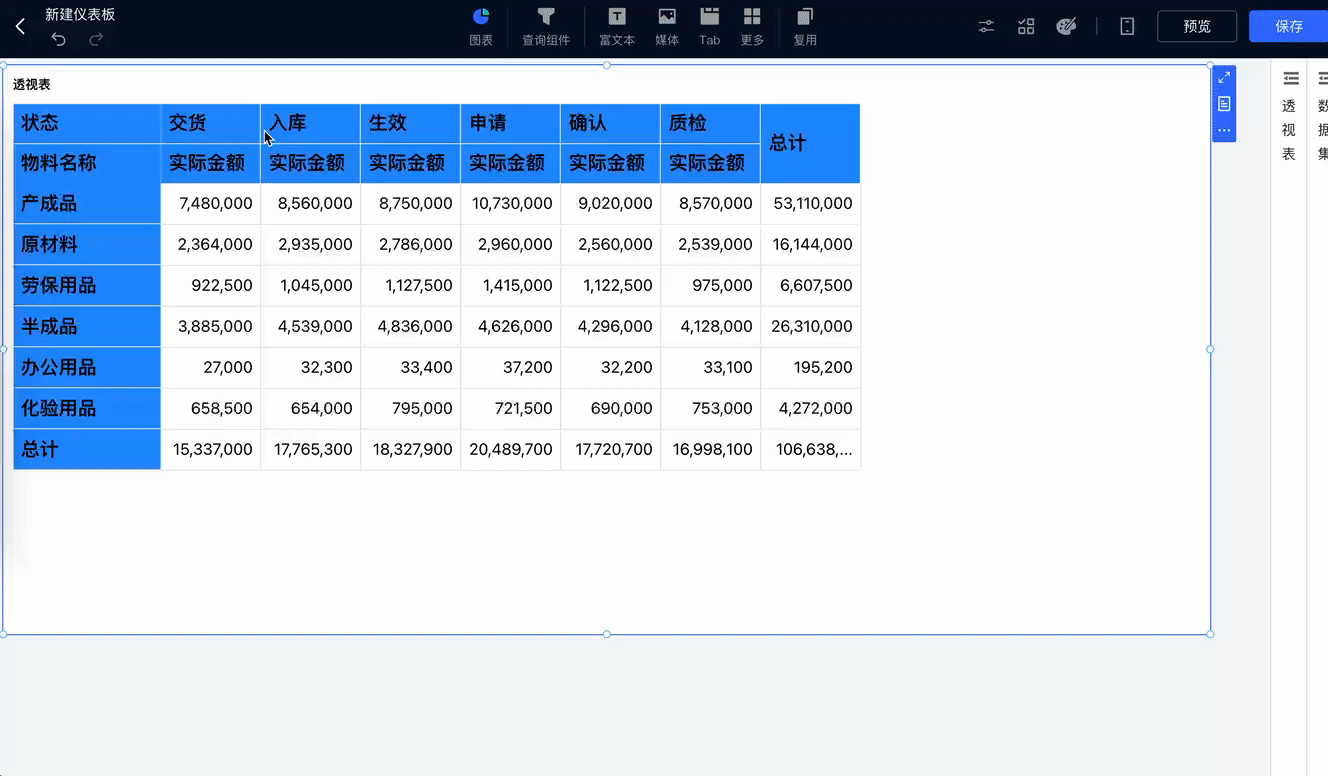 新建仪表板
图表 查询组件 富文本 媒体 Tab 更多 复用 预览 保存
透视表
状态 交货 入库 生效 申请 确认 质检 总计
物料名称 实际金额 实际金额 实际金额 实际金额 实际金额 实际金额
产成品 7,480,000 8,560,000 8,750,000 10,730,000 9,020,000 8,570,000 53,110,000
原材料 2,364,000 2,935,000 2,786,000 2,960,000 2,560,000 2,539,000 16,144,000
劳保用品 922,500 1,045,000 1,127,500 1,415,000 1,122,500 975,000 6,607,500
半成品 3,885,000 4,539,000 4,836,000 4,626,000 4,296,000 4,128,000 26,310,000
办公用品 27,000 32,300 33,400 37,200 32,200 33,100 195,200
化验用品 658,500 654,000 795,000 721,500 690,000 753,000 4,272,000
总计 15,337,000 17,765,300 18,327,900 20,489,700 17,720,700 16,998,100 106,638,...
透视表
数据集